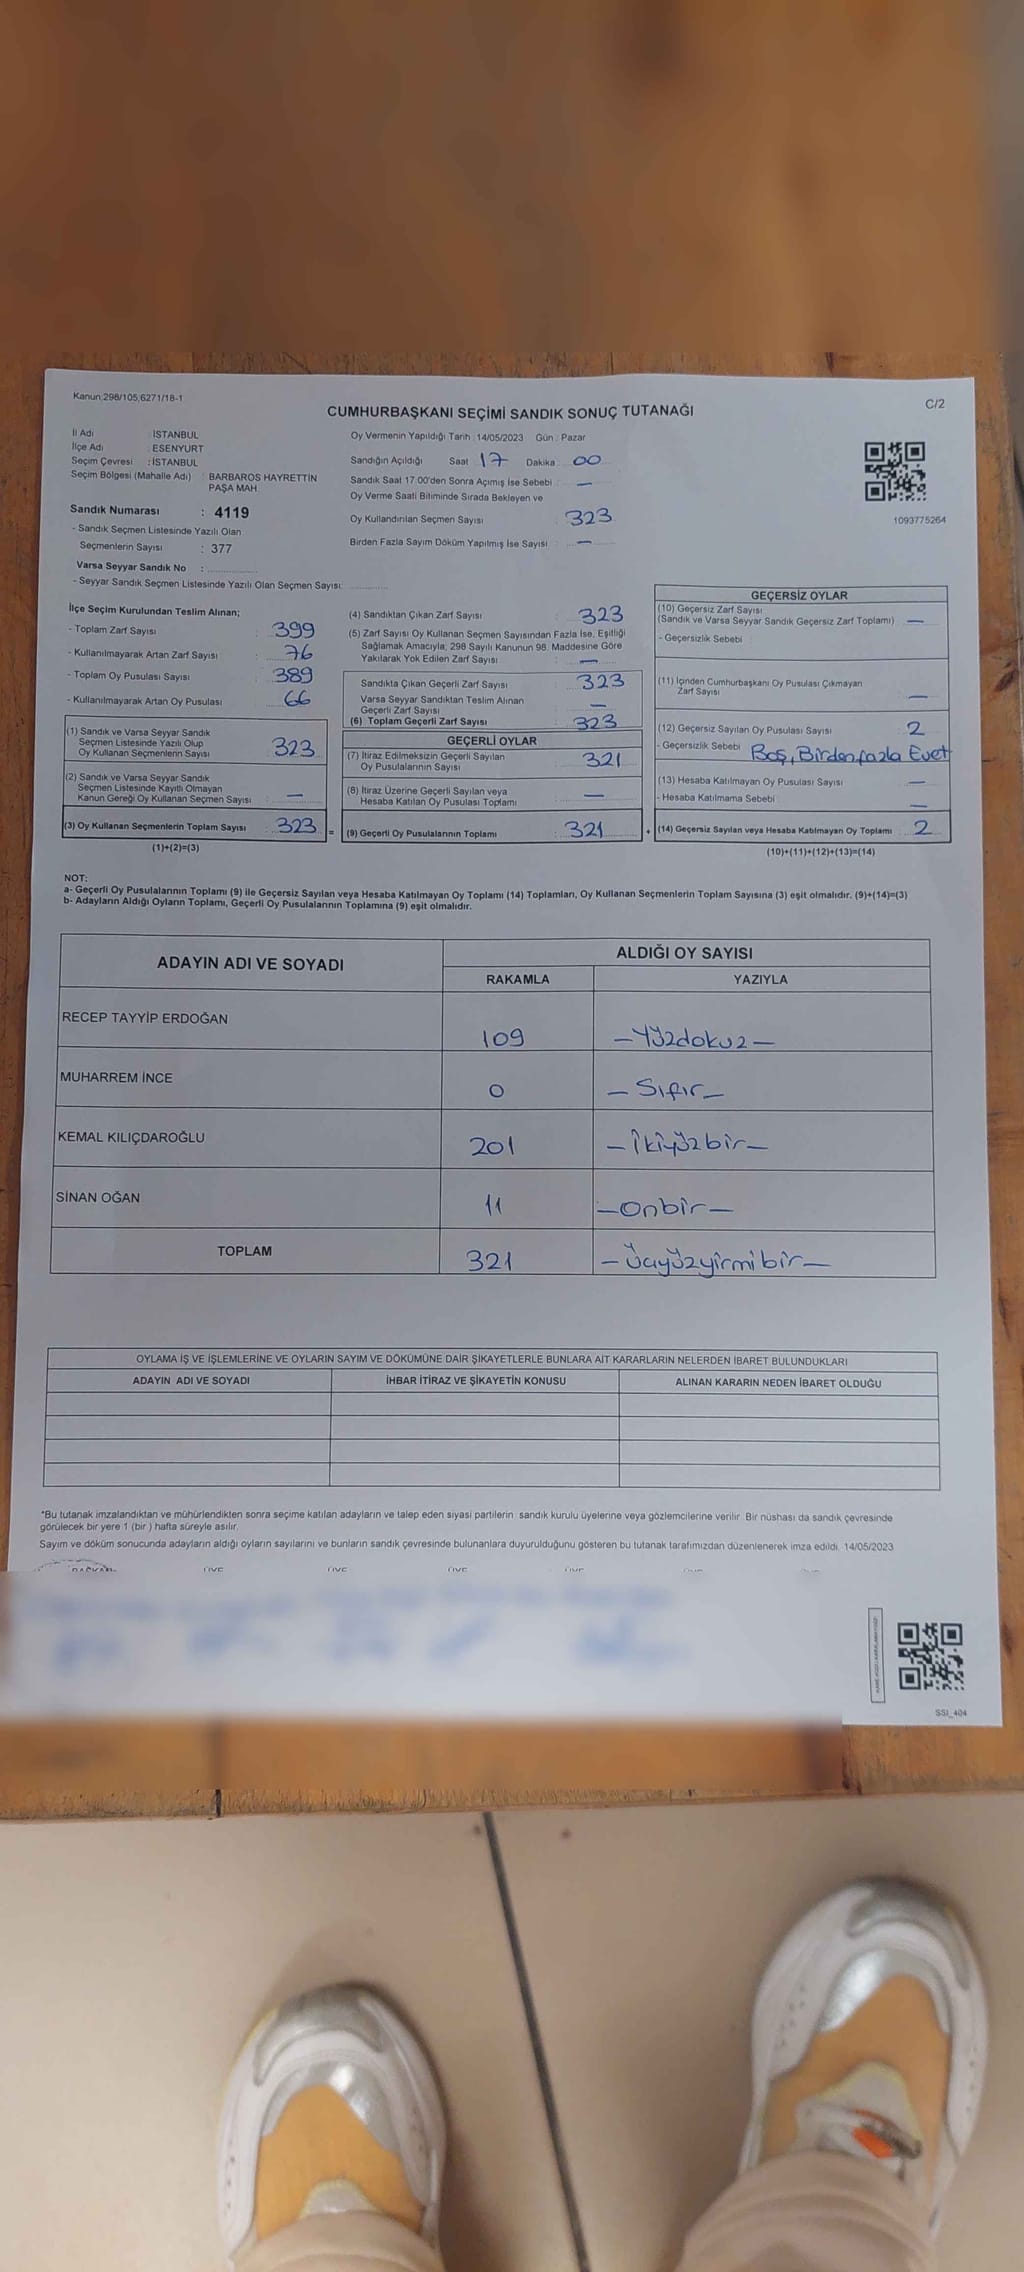 Kanun,298/105,6271/18-1
C/2
CUMHURBAŞKANI SEÇİMİ SANDIK SONUÇ TUTANAĞI
İl Adı : İSTANBUL
İlçe Adı : ESENYURT
Seçim Çevresi : İSTANBUL
Seçim Bölgesi (Mahalle Adı) : BARBAROS HAYRETTİN
PAŞA MAH.
Sandık Numarası : 4119
- Sandık Seçmen Listesinde Yazılı Olan
Seçmenlerin Sayısı : 377
Varsa Seyyar Sandık No :
- Seyyar Sandık Seçmen Listesinde Yazılı Olan Seçmen Sayısı:
Oy Vermenin Yapıldığı Tarih : 14/05/2023 Gün : Pazar
Sandığın Açıldığı Saat 17 Dakika 00
Sandık Saat 17:00'den Sonra Açımış İse Sebebi : —
Oy Verme Saati Bitiminde Sırada Bekleyen ve
Oy Kullandırılan Seçmen Sayısı : 323
Birden Fazla Sayım Döküm Yapılmış İse Sayısı : —
1093775264
İlçe Seçim Kurulundan Teslim Alınan;
- Toplam Zarf Sayısı : 399
- Kullanılmayarak Artan Zarf Sayısı : 76
- Toplam Oy Pusulası Sayısı : 389
- Kullanılmayarak Artan Oy Pusulası : 66
(1) Sandık ve Varsa Seyyar Sandık
Seçmen Listesinde Yazılı Olup
Oy Kullanan Seçmenlerin Sayısı : 323
(2) Sandık ve Varsa Seyyar Sandık
Seçmen Listesinde Kayıtlı Olmayan
Kanun Gereği Oy Kullanan Seçmen Sayısı : —
(3) Oy Kullanan Seçmenlerin Toplam Sayısı : 323 =
(1)+(2)=(3)
(4) Sandıktan Çıkan Zarf Sayısı : 323
(5) Zarf Sayısı Oy Kullanan Seçmen Sayısından Fazla İse, Eşitliği
Sağlamak Amacıyla; 298 Sayılı Kanunun 98. Maddesine Göre
Yakılarak Yok Edilen Zarf Sayısı : —
Sandıkta Çıkan Geçerli Zarf Sayısı : 323
Varsa Seyyar Sandıktan Teslim Alınan
Geçerli Zarf Sayısı : —
(6) Toplam Geçerli Zarf Sayısı : 323
GEÇERLİ OYLAR
(7) İtiraz Edilmeksizin Geçerli Sayılan
Oy Pusulalarının Sayısı : 321
(8) İtiraz Üzerine Geçerli Sayılan veya
Hesaba Katılan Oy Pusulası Toplamı : —
(9) Geçerli Oy Pusulalarının Toplamı : 321 +
GEÇERSİZ OYLAR
(10) Geçersiz Zarf Sayısı
(Sandık ve Varsa Seyyar Sandık Geçersiz Zarf Toplamı) : —
- Geçersizlik Sebebi :
(11) İçinden Cumhurbaşkanı Oy Pusulası Çıkmayan
Zarf Sayısı : —
(12) Geçersiz Sayılan Oy Pusulası Sayısı : 2
- Geçersizlik Sebebi : Boş, Birden fazla Evet
(13) Hesaba Katılmayan Oy Pusulası Sayısı : —
- Hesaba Katılmama Sebebi : —
(14) Geçersiz Sayılan veya Hesaba Katılmayan Oy Toplamı : 2
(10)+(11)+(12)+(13)=(14)
NOT:
a- Geçerli Oy Pusulalarının Toplamı (9) ile Geçersiz Sayılan veya Hesaba Katılmayan Oy Toplamı (14) Toplamları, Oy Kullanan Seçmenlerin Toplam Sayısına (3) eşit olmalıdır. (9)+(14)=(3)
b- Adayların Aldığı Oyların Toplamı, Geçerli Oy Pusulalarının Toplamına (9) eşit olmalıdır.
ADAYIN ADI VE SOYADI ALDIĞI OY SAYISI
RAKAMLA YAZIYLA
RECEP TAYYİP ERDOĞAN 109 —Yüzdokuz—
MUHARREM İNCE 0 —Sıfır—
KEMAL KILIÇDAROĞLU 201 —İkiyüzbir—
SİNAN OĞAN 11 —Onbir—
TOPLAM 321 —Üçyüzyirmibir—
OYLAMA İŞ VE İŞLEMLERİNE VE OYLARIN SAYIM VE DÖKÜMÜNE DAİR ŞİKAYETLERLE BUNLARA AİT KARARLARIN NELERDEN İBARET BULUNDUKLARI
ADAYIN ADI VE SOYADI İHBAR İTİRAZ VE ŞİKAYETİN KONUSU ALINAN KARARIN NEDEN İBARET OLDUĞU
*Bu tutanak imzalandıktan ve mühürlendikten sonra seçime katılan adayların ve talep eden siyasi partilerin sandık kurulu üyelerine veya gözlemcilerine verilir. Bir nüshası da sandık çevresinde
görülecek bir yere 1 (bir ) hafta süreyle asılır.
Sayım ve döküm sonucunda adayların aldığı oyların sayılarını ve bunların sandık çevresinde bulunanlara duyurulduğunu gösteren bu tutanak tarafımızdan düzenlenerek imza edildi. 14/05/2023
SSI_404